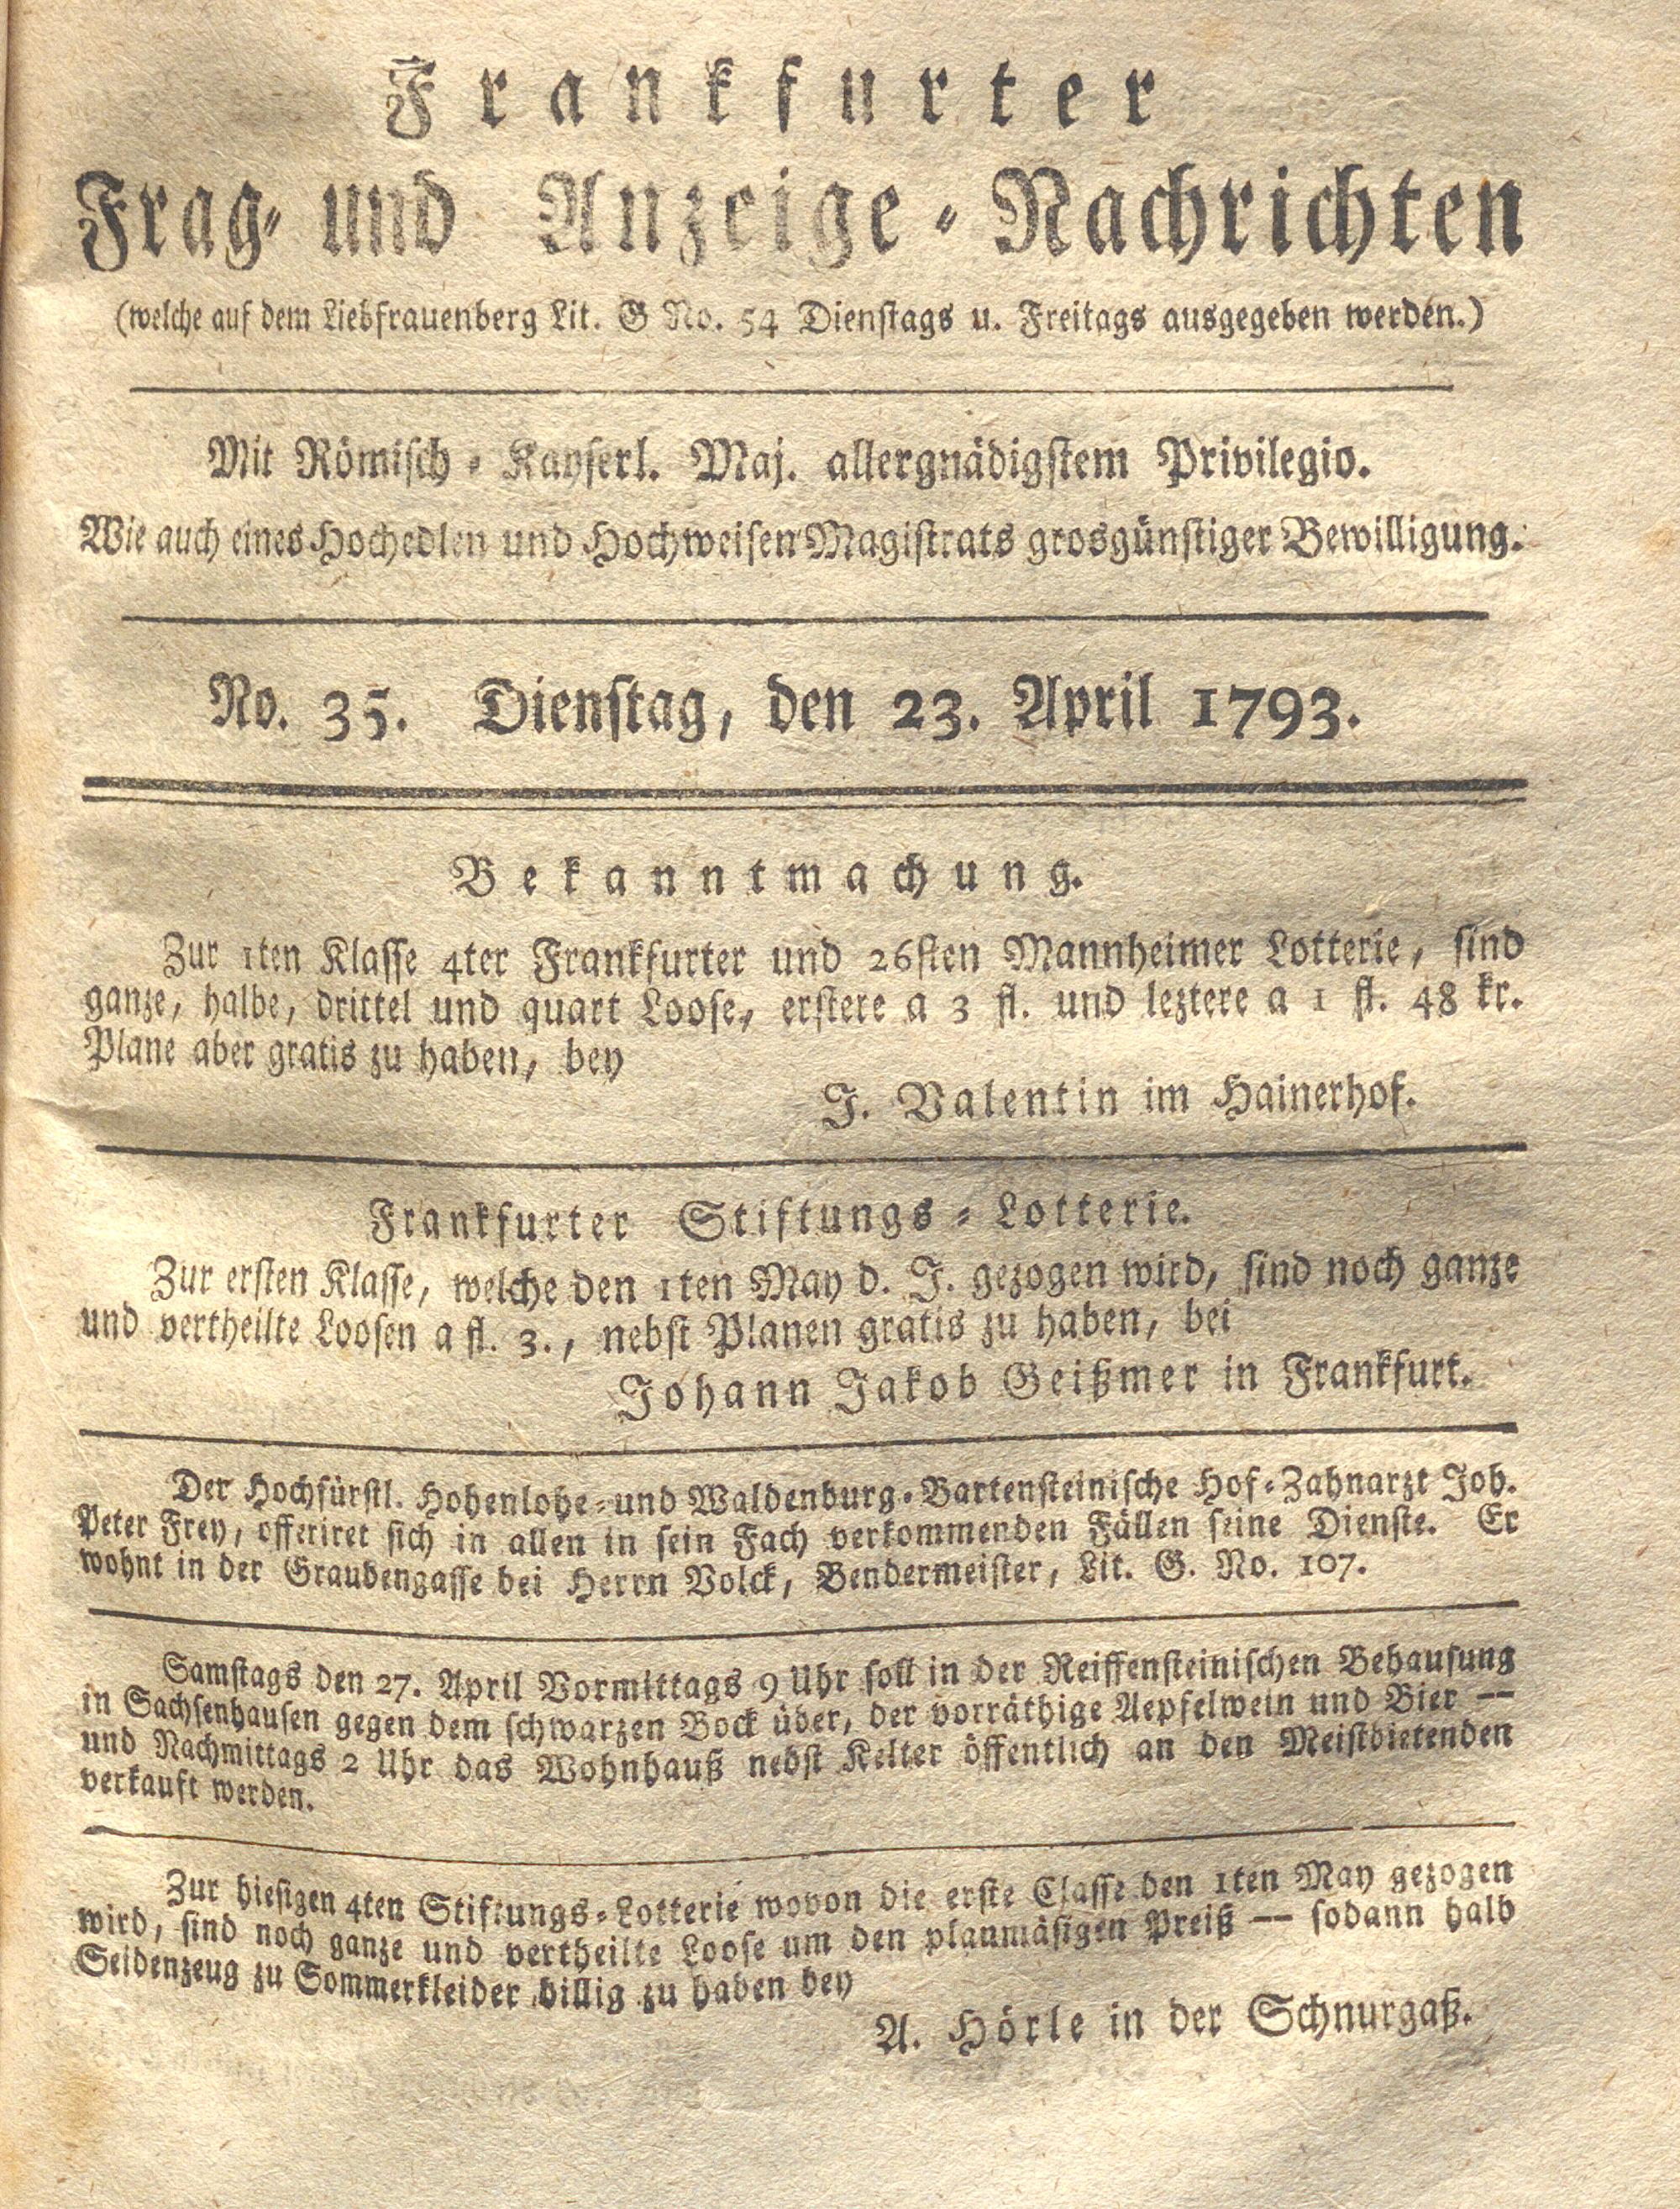 Frankfurter
Frag- und Anzeige-Nachrichten
(welche auf dem Liebfrauenberg Lit. G No. 54 Dienstags u. Freitags ausgegeben werden.)
Mit Römisch-Kayserl. Maj. allergnädigstem Privilegio.
Wie auch eines Hochedlen und Hochweisen Magistrats grosgünstiger Bewilligung.
No. 35. Dienstag, den 23. April 1793.
Bekanntmachung.
Zur 1ten Klasse 4ter Frankfurter und 26sten Mannheimer Lotterie, sind
ganze, halbe, drittel und quart Loose, erstere a 3 fl. und leztere a 1 fl. 48 kr.
Plane aber gratis zu haben, bey
J. Valentin im Hainerhof.
Frankfurter Stiftungs-Lotterie.
Zur ersten Klasse, welche den 1ten May d. J. gezogen wird, sind noch ganze
und vertheilte Loosen a fl. 3., nebst Planen gratis zu haben, bei
Johann Jakob Geißmer in Frankfurt.
Der Hochfürstl. Hohenlohe-und Waldenburg-Bartensteinische Hof-Zahnarzt Joh.
Peter Frey, offeriret sich in allen in sein Fach verkommenden Fällen seine Dienste. Er
wohnt in der Graubengasse bei Herrn Volck, Bendermeister, Lit. G. No. 107.
Samstags den 27. April Vormittags 9 Uhr soll in der Reiffensteinischen Behausung
in Sachsenhausen gegen dem schwarzen Bock über, der vorräthige Aepfelwein und Bier --
und Nachmittags 2 Uhr das Wohnhauß nebst Kelter öffentlich an den Meistbietenden
verkauft werden.
Zur hiesigen 4ten Stiftungs-Lotterie wovon die erste Classe den 1ten May gezogen
wird, sind noch ganze und vertheilte Loose um den planmäsigen Preiß -- sodann halb
Seidenzeug zu Sommerkleider billig zu haben bey
A. Hörle in der Schnurgaß.